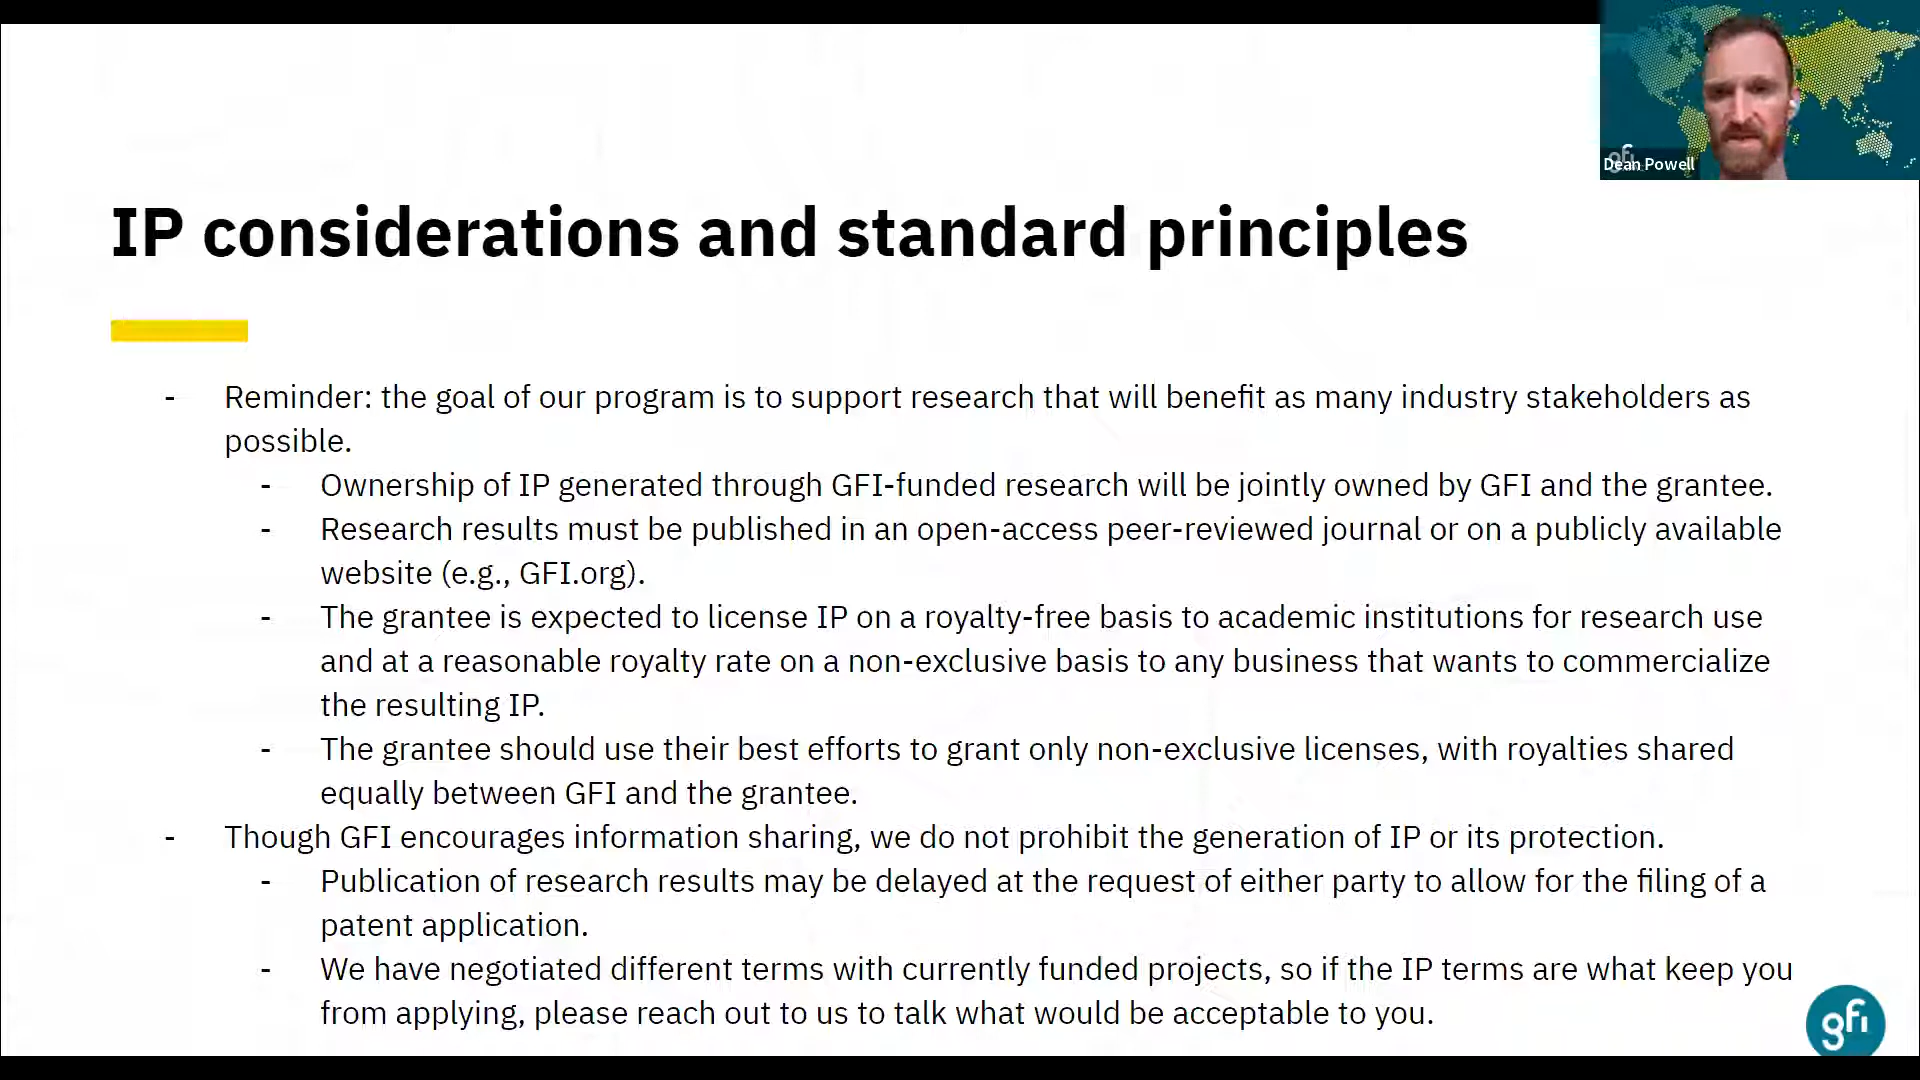 Dean Powell
IP considerations and standard principles
- Reminder: the goal of our program is to support research that will benefit as many industry stakeholders as
possible.
- Ownership of IP generated through GFI-funded research will be jointly owned by GFI and the grantee.
- Research results must be published in an open-access peer-reviewed journal or on a publicly available
website (e.g., GFI.org).
- The grantee is expected to license IP on a royalty-free basis to academic institutions for research use
and at a reasonable royalty rate on a non-exclusive basis to any business that wants to commercialize
the resulting IP.
- The grantee should use their best efforts to grant only non-exclusive licenses, with royalties shared
equally between GFI and the grantee.
- Though GFI encourages information sharing, we do not prohibit the generation of IP or its protection.
- Publication of research results may be delayed at the request of either party to allow for the filing of a
patent application.
- We have negotiated different terms with currently funded projects, so if the IP terms are what keep you
from applying, please reach out to us to talk what would be acceptable to you.
gfi